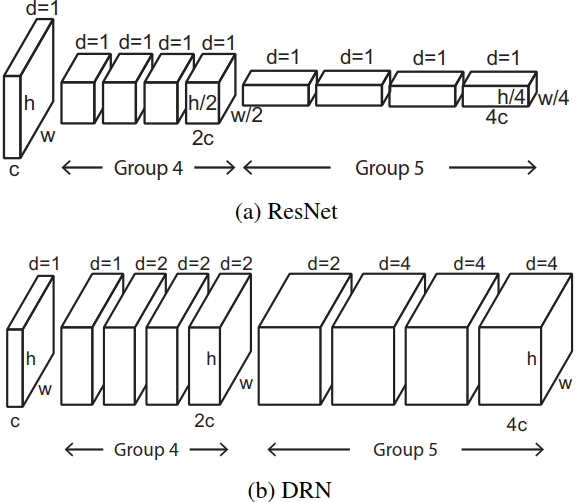 d=1
d=1 d=1 d=1 d=1
d=1 d=1 d=1 d=1
h
w
c
h/2
w/2
2c
h/4
w/4
4c
Group 4
Group 5
(a) ResNet
d=1 d=1 d=2 d=2 d=2 d=2 d=4 d=4 d=4
h
w
c
h
w
2c
h
w
4c
Group 4
Group 5
(b) DRN